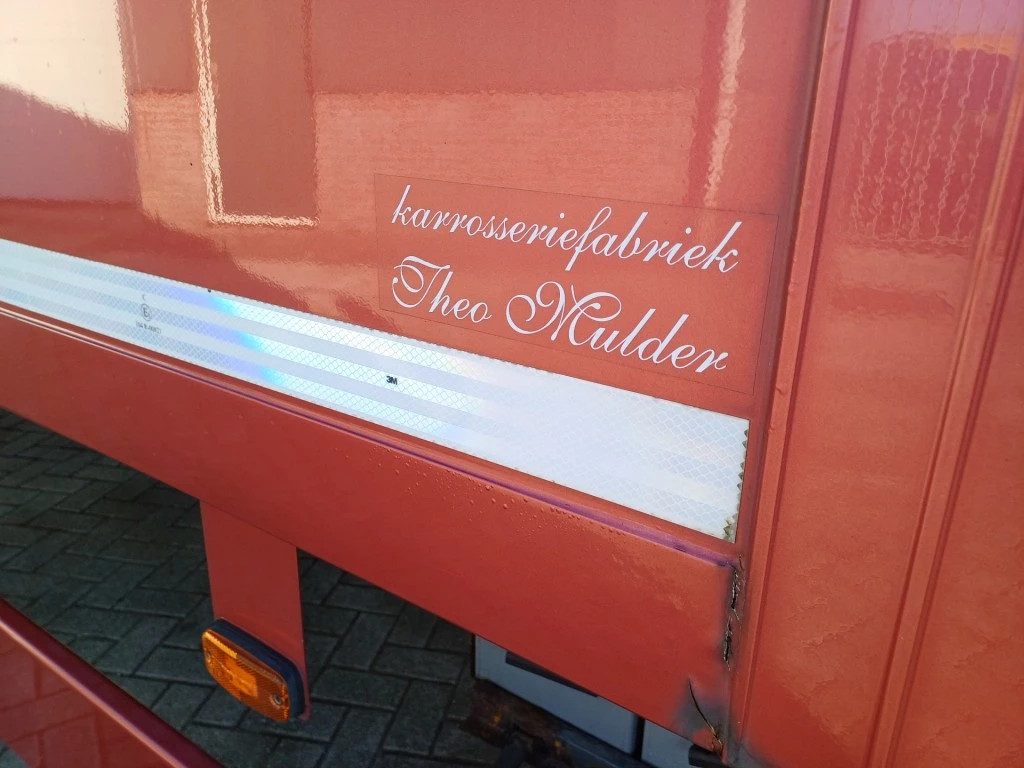 karrosseriefabriek
Theo Mulder
3M